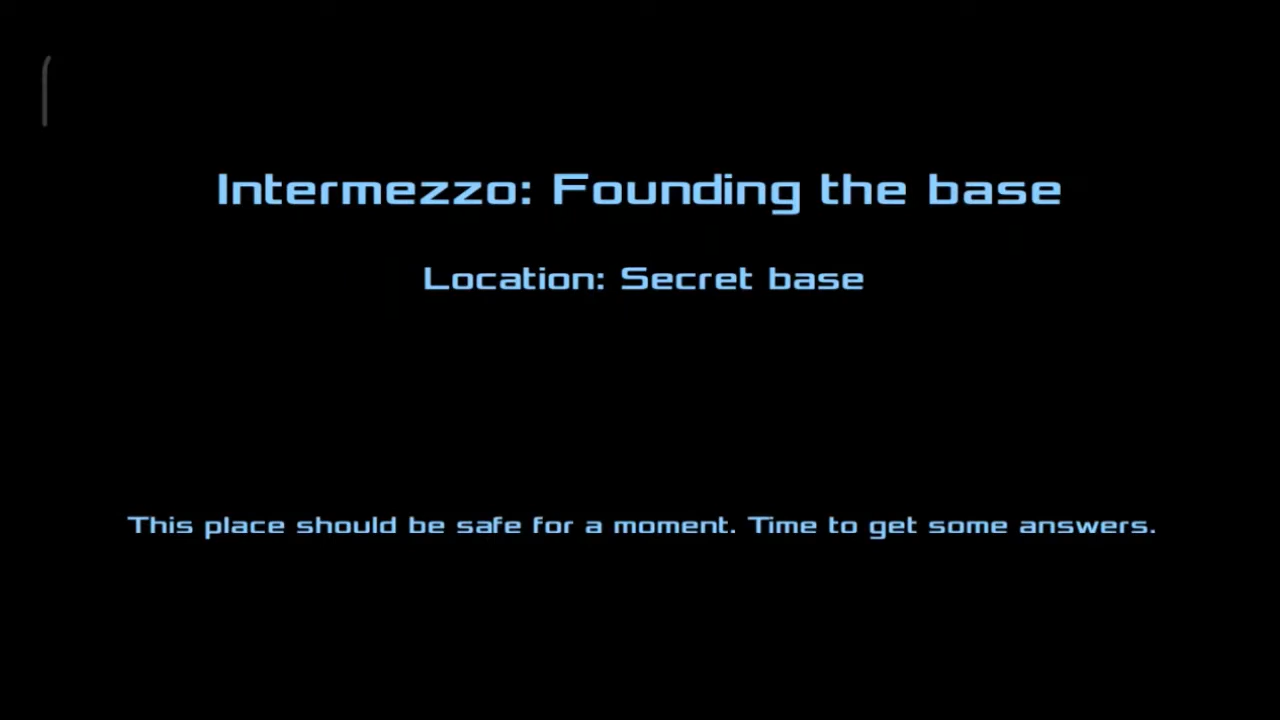 Intermezzo: Founding the base
Location: Secret base
This place should be safe for a moment. Time to get some answers.